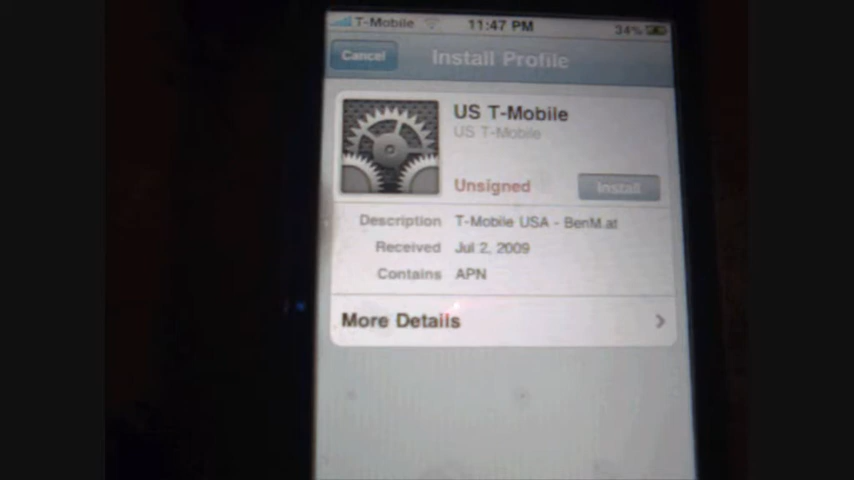 T-Mobile 11:47 PM 34%
Cancel Install Profile
US T-Mobile
US T-Mobile
Unsigned Install
Description T-Mobile USA - BenM.at
Received Jul 2, 2009
Contains APN
More Details